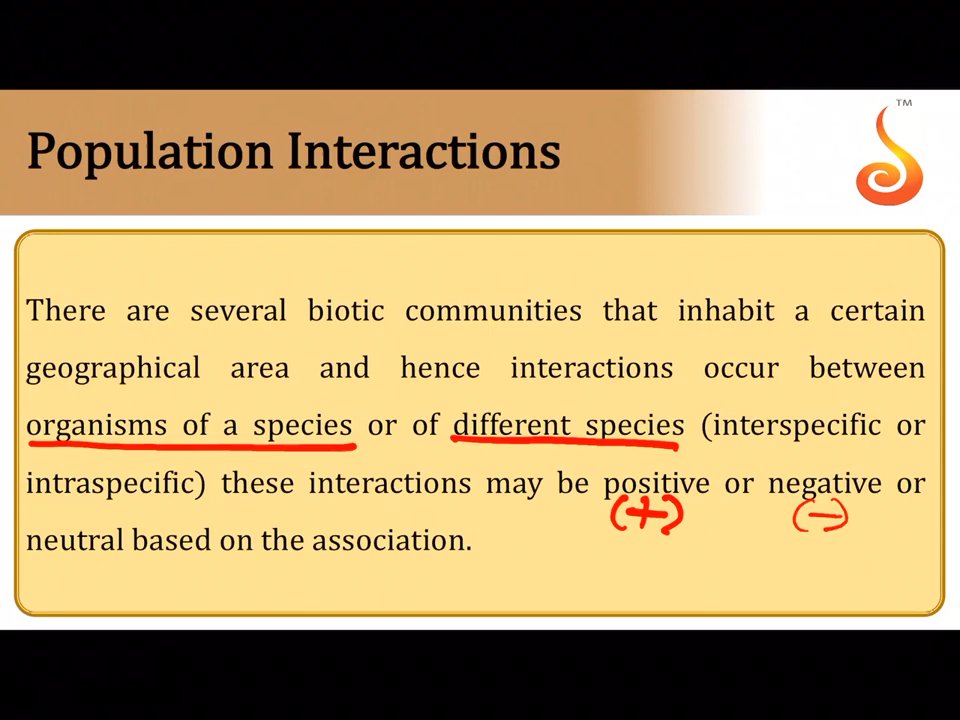 TM
Population Interactions
There are several biotic communities that inhabit a certain
geographical area and hence interactions occur between
organisms of a species or of different species (interspecific or
intraspecific) these interactions may be positive or negative or
(+) (-)
neutral based on the association.